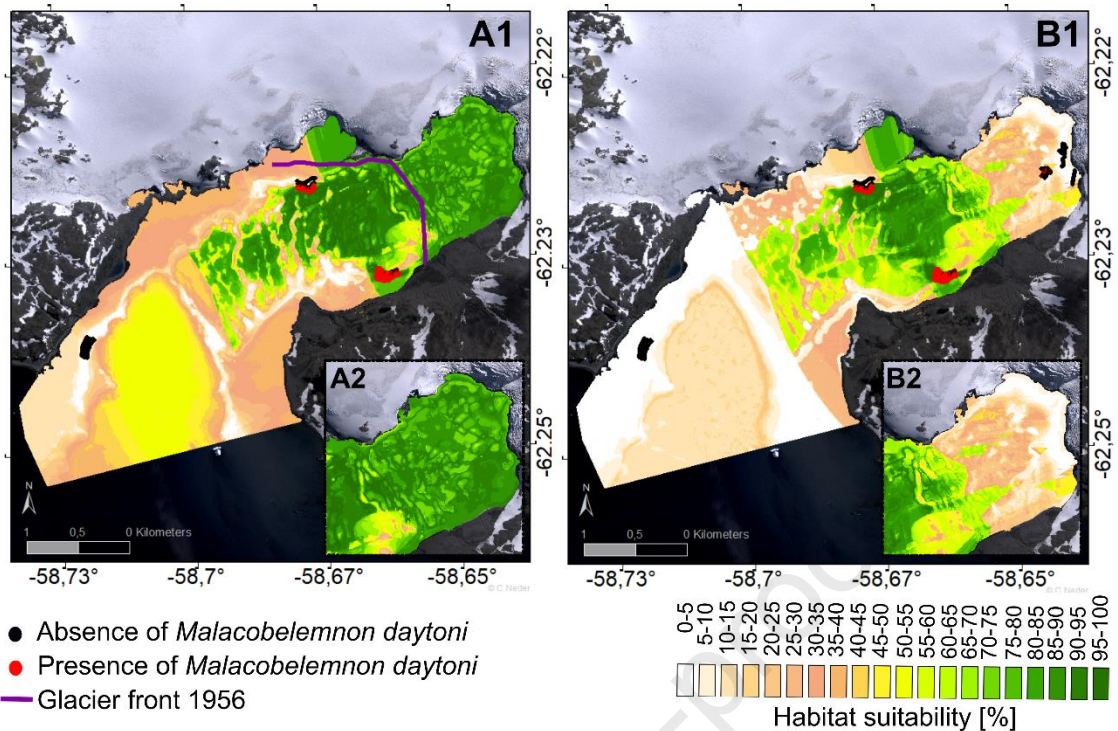 A1
B1
-62,22°
-62,22°
-62,23°
-62,23°
-62,25°
-62,25°
A2
B2
N
N
1 0,5 0 Kilometers
1 0,5 0 Kilometers
-58,73° -58,7° -58,67° -58,65°
-58,73° -58,7° -58,67° -58,65°
© C Neder
© C Neder
Absence of Malacobelemnon daytoni
Presence of Malacobelemnon daytoni
Glacier front 1956
0-5
5-10
10-15
15-20
20-25
25-30
30-35
35-40
40-45
45-50
50-55
55-60
60-65
65-70
70-75
75-80
80-85
85-90
90-95
95-100
Habitat suitability [%]